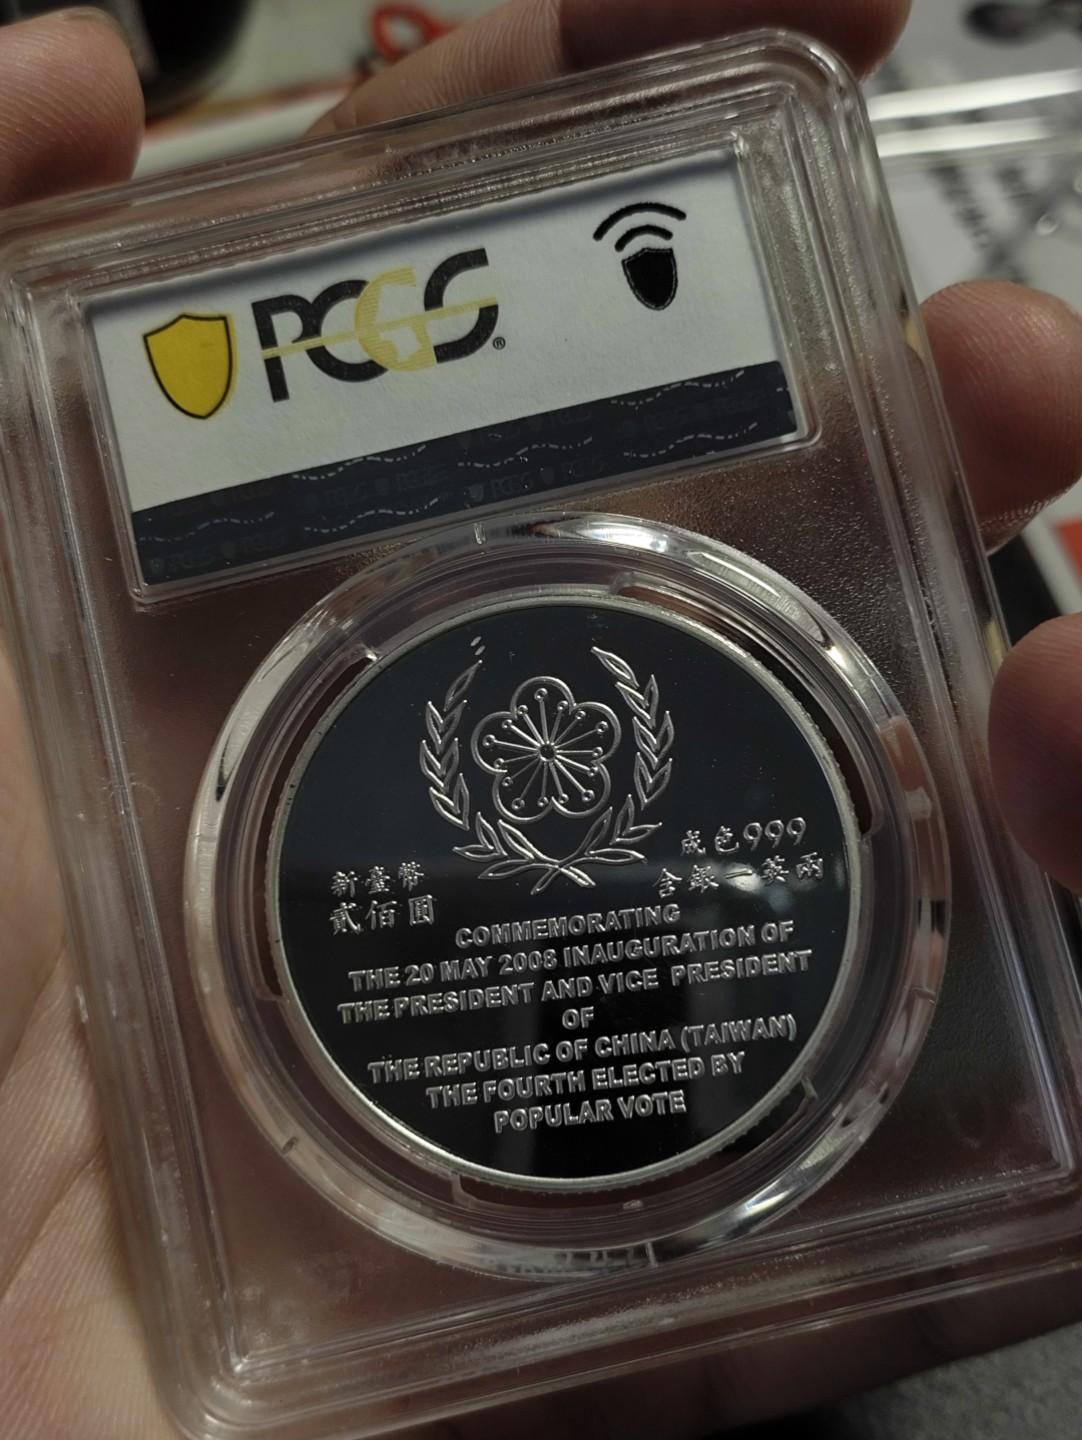 PCGS®
成色999
含銀一英兩
新臺幣
貳佰圓
COMMEMORATING
THE 20 MAY 2008 INAUGURATION OF
THE PRESIDENT AND VICE PRESIDENT
OF
THE REPUBLIC OF CHINA (TAIWAN)
THE FOURTH ELECTED BY
POPULAR VOTE